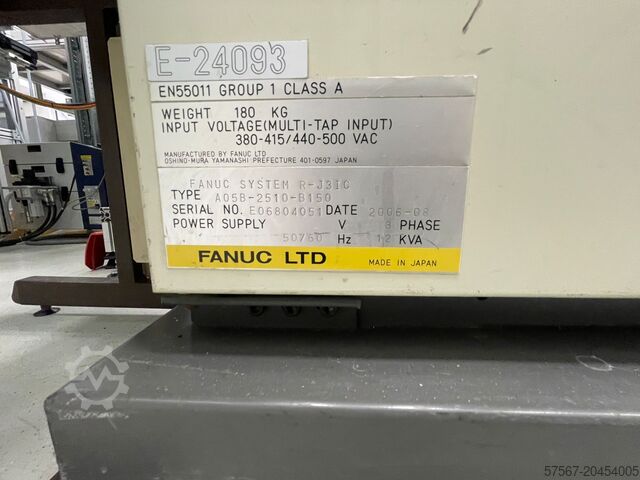 E-24093
EN55011 GROUP 1 CLASS A
WEIGHT 180 KG
INPUT VOLTAGE(MULTI-TAP INPUT)
380-415/440-500 VAC
MANUFACTURED BY FANUC LTD
OSHINO-MURA YAMANASHI PREFECTURE 401-0597 JAPAN
FANUC SYSTEM R-J3IC
TYPE A05B-2510-B150
SERIAL NO. E06804051 DATE 2006-08
POWER SUPPLY V 3 PHASE
50/60 Hz 12 KVA
FANUC LTD MADE IN JAPAN
57567-20454005